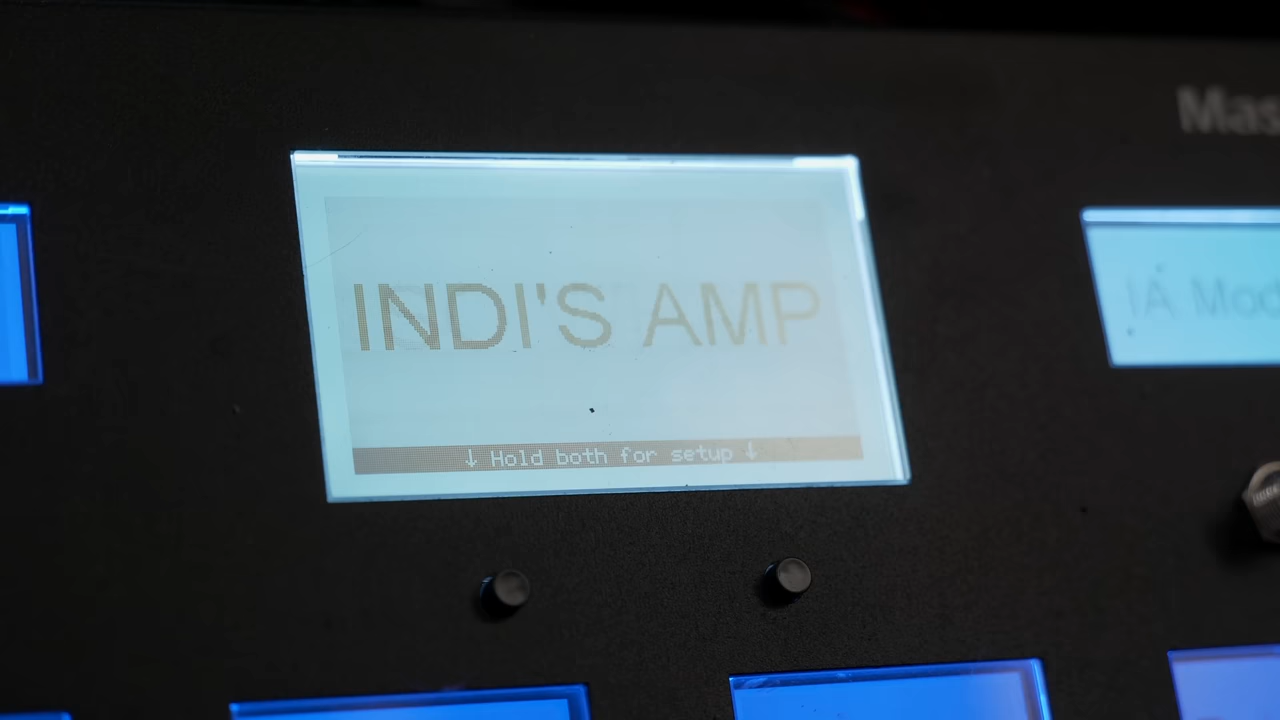 INDI'S AMP
↓ Hold both for setup ↓